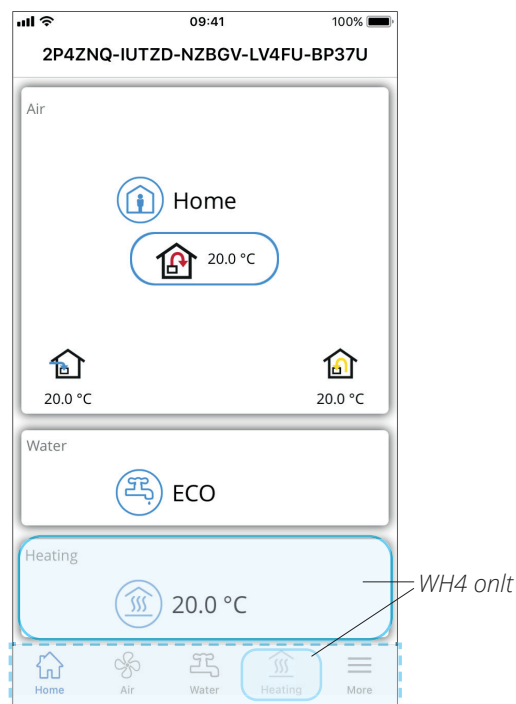 09:41 100%
2P4ZNQ-IUTZD-NZBGV-LV4FU-BP37U
Air
Home
20.0 °C
20.0 °C 20.0 °C
Water
ECO
Heating
20.0 °C
WH4 onlt
Home Air Water Heating More